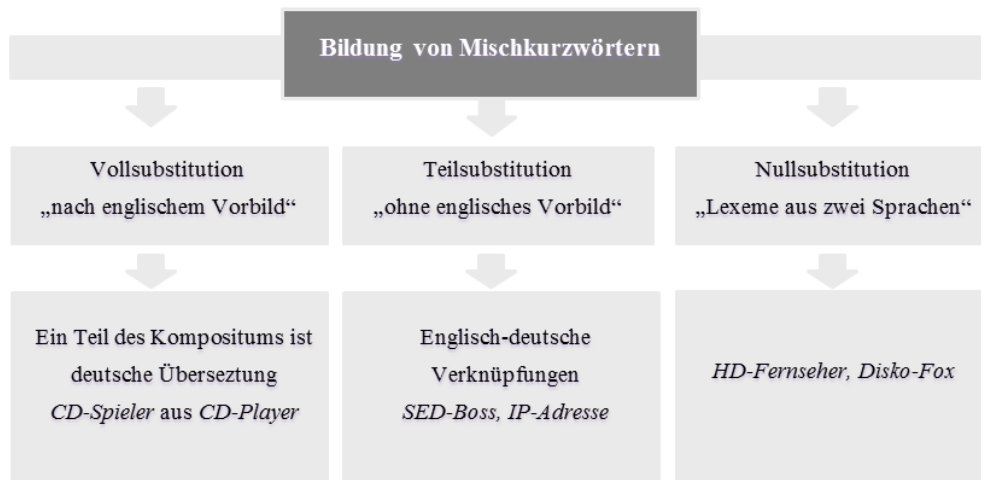 Bildung von Mischkurzwörtern
Vollsubstitution
„nach englischem Vorbild“
Teilsubstitution
„ohne englisches Vorbild“
Nullsubstitution
„Lexeme aus zwei Sprachen“
Ein Teil des Kompositums ist
deutsche Überseztung
CD-Spieler aus CD-Player
Englisch-deutsche
Verknüpfungen
SED-Boss, IP-Adresse
HD-Fernseher, Disko-Fox